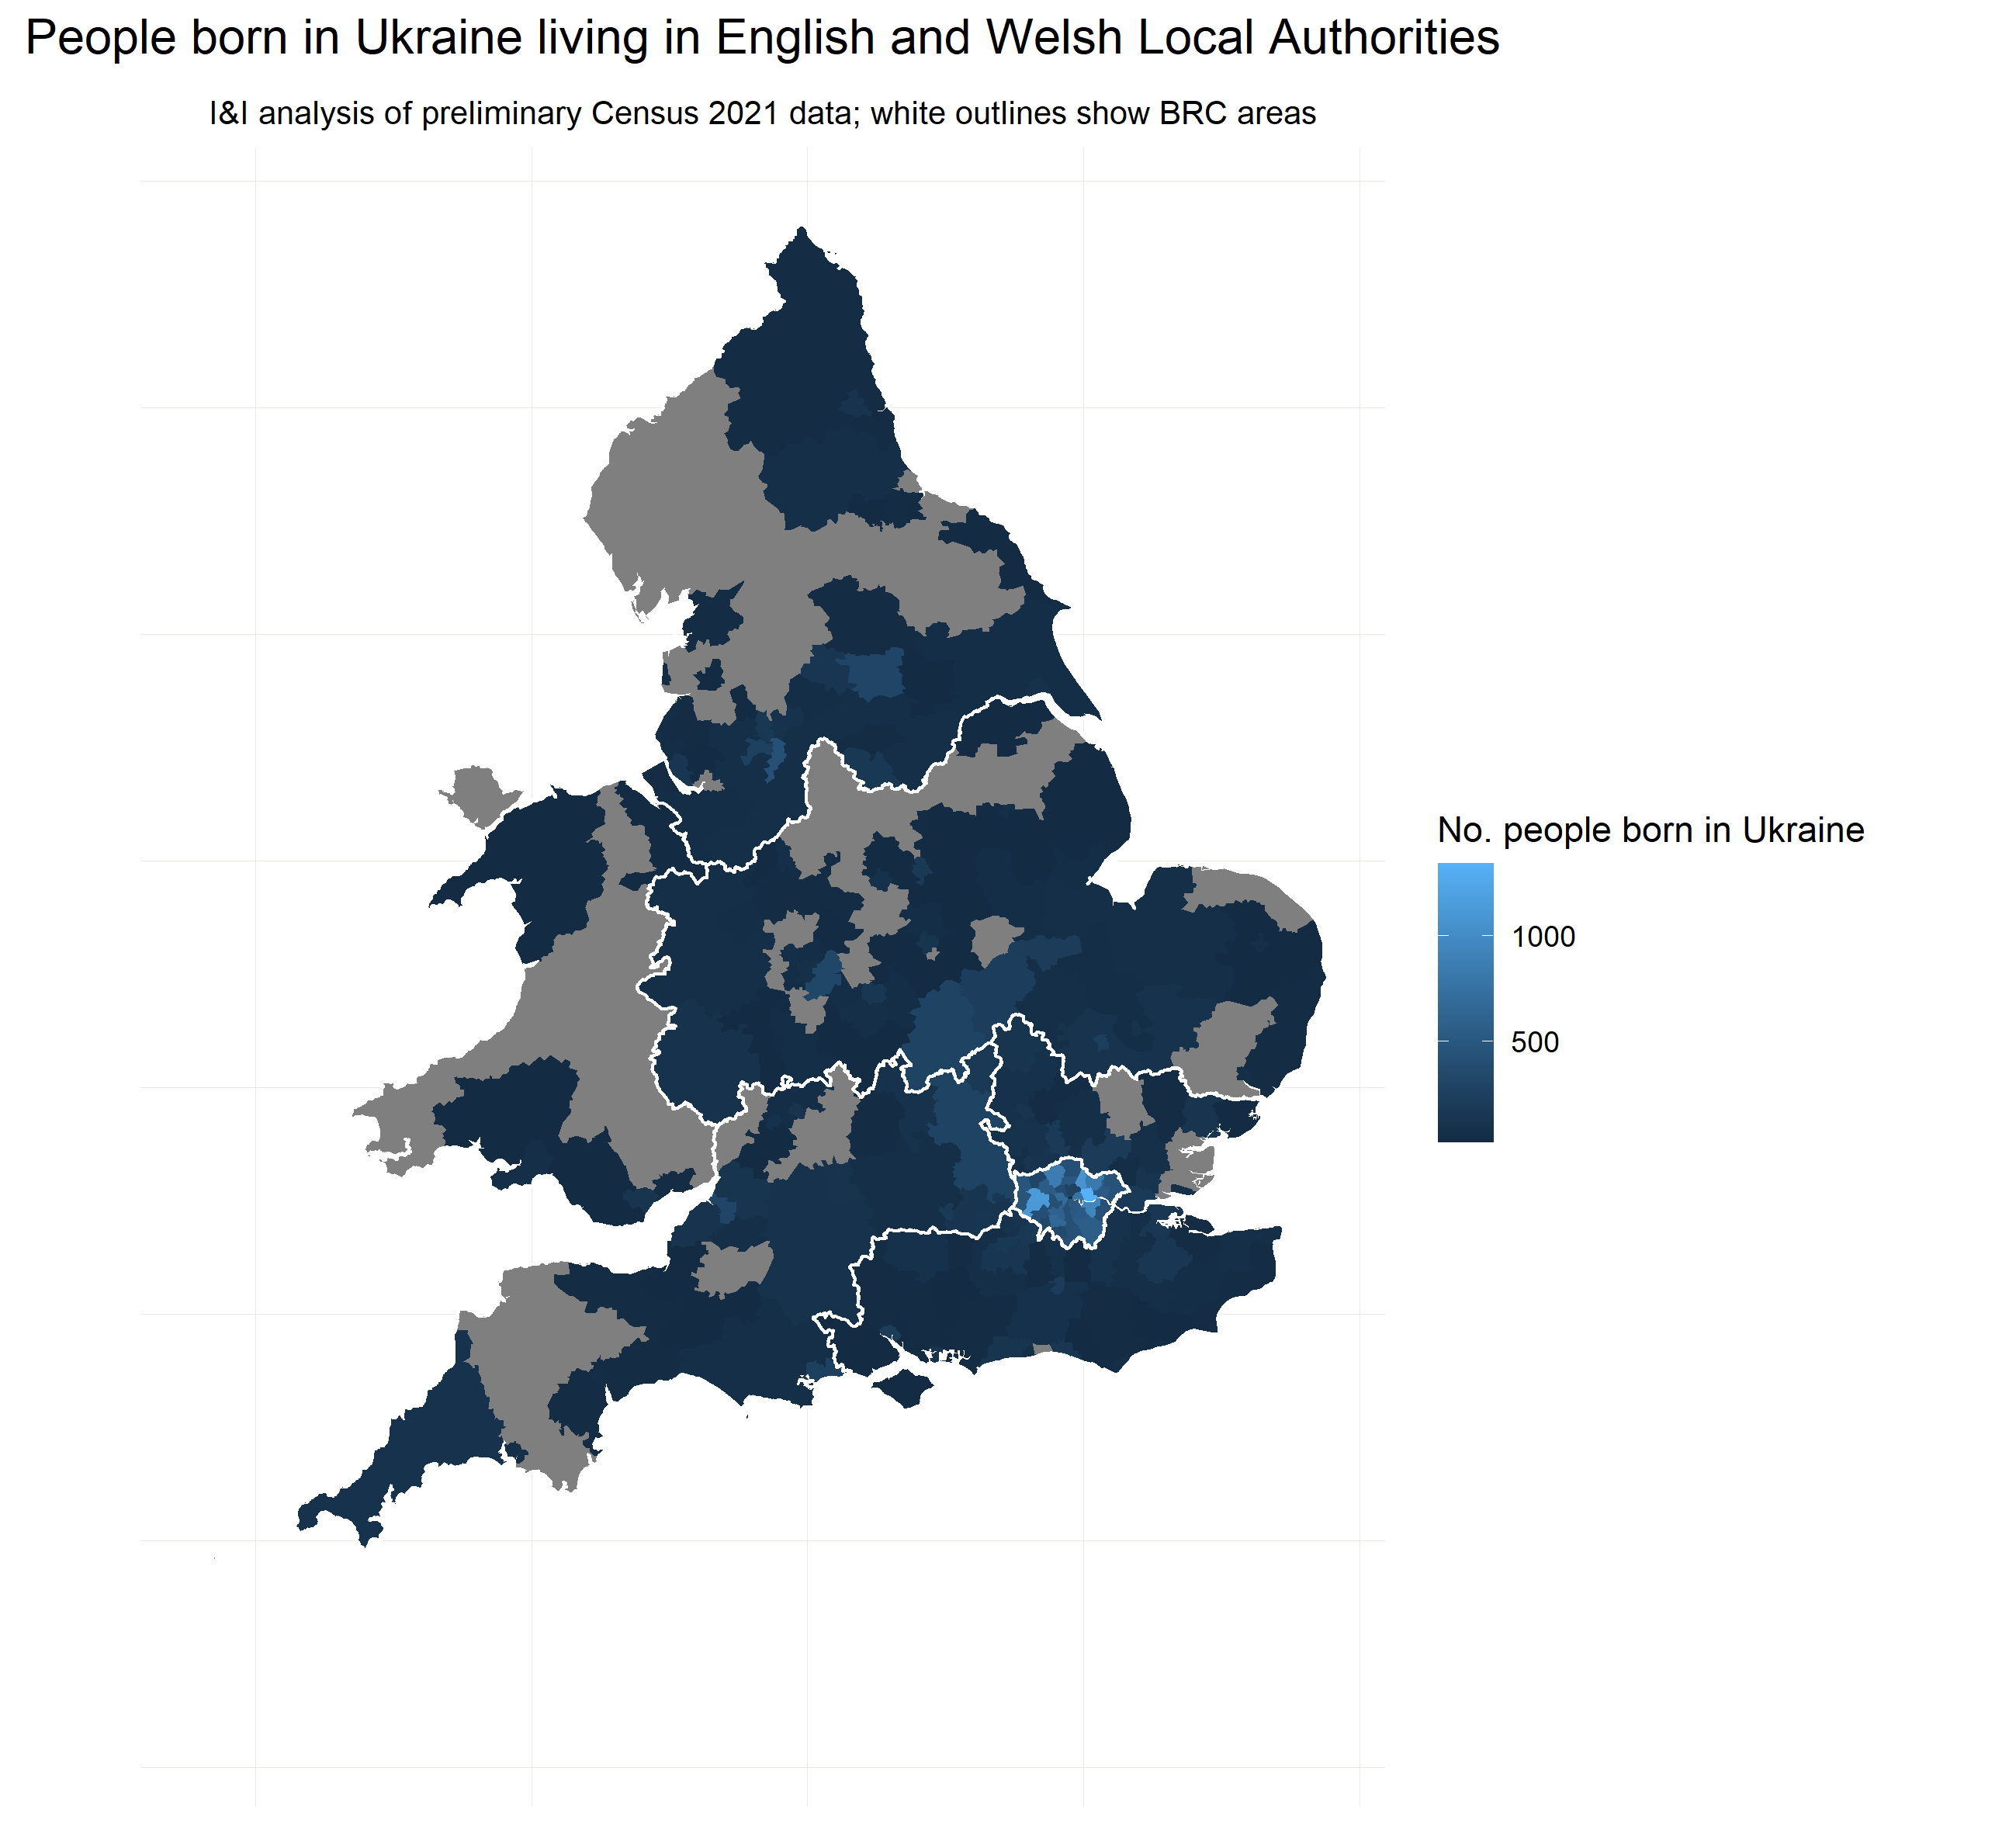 People born in Ukraine living in English and Welsh Local Authorities
I&I analysis of preliminary Census 2021 data; white outlines show BRC areas
No. people born in Ukraine
1000
500